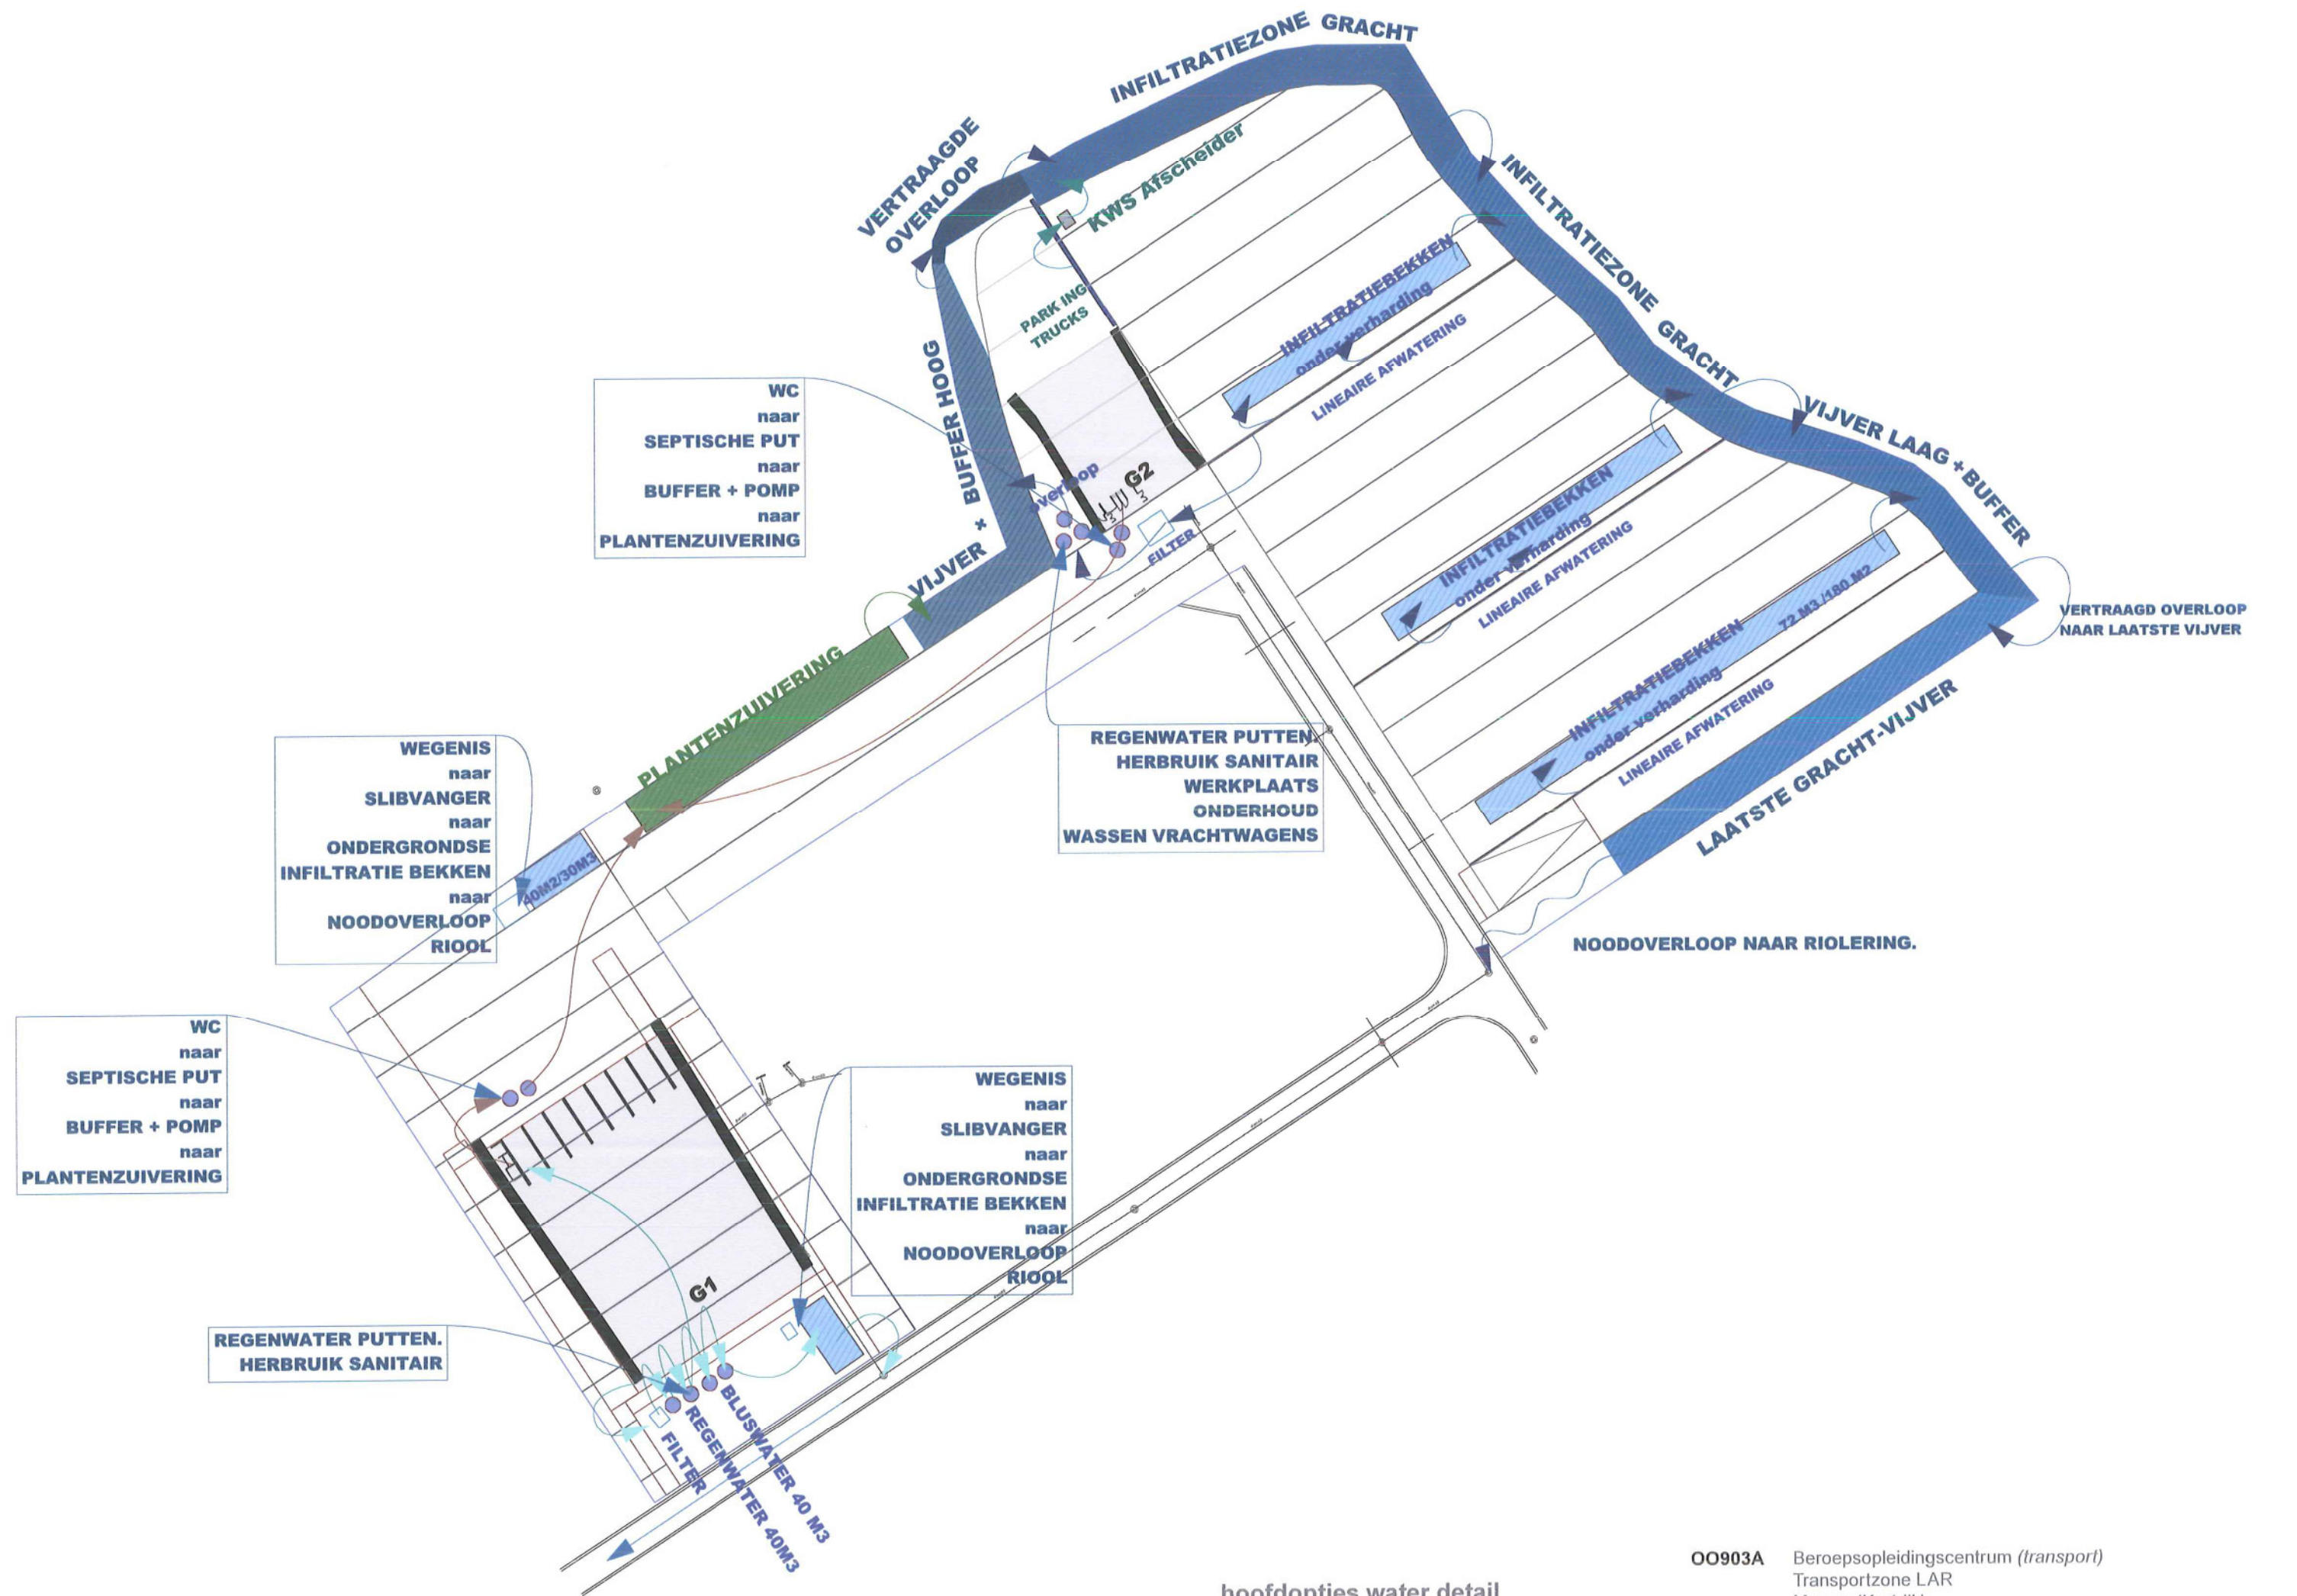 INFILTRATIEZONE GRACHT
VERTRAAGDE
OVERLOOP
KWS Afscheider
INFILTRATIEZONE GRACHT
PARK ING
TRUCKS
INFILTRATIEBEKKEN
onder verharding
LINEAIRE AFWATERING
VIJVER + BUFFER HOOG
VIJVER LAAG + BUFFER
WC
naar
SEPTISCHE PUT
naar
BUFFER + POMP
naar
PLANTENZUIVERING
overloop
G2
FILTER
INFILTRATIEBEKKEN
onder verharding
LINEAIRE AFWATERING
VERTRAAGD OVERLOOP
NAAR LAATSTE VIJVER
INFILTRATIEBEKKEN
72 M3 /180 M2
onder verharding
LINEAIRE AFWATERING
LAATSTE GRACHT-VIJVER
PLANTENZUIVERING
REGENWATER PUTTEN.
HERBRUIK SANITAIR
WERKPLAATS
ONDERHOUD
WASSEN VRACHTWAGENS
WEGENIS
naar
SLIBVANGER
naar
ONDERGRONDSE
INFILTRATIE BEKKEN
naar
NOODOVERLOOP
RIOOL
40M2/30M3
NOODOVERLOOP NAAR RIOLERING.
WC
naar
SEPTISCHE PUT
naar
BUFFER + POMP
naar
PLANTENZUIVERING
WEGENIS
naar
SLIBVANGER
naar
ONDERGRONDSE
INFILTRATIE BEKKEN
naar
NOODOVERLOOP
RIOOL
G1
REGENWATER PUTTEN.
HERBRUIK SANITAIR
FILTER
REGENWATER 40M3
BLUSWATER 40 M3
hoofdopties water detail
OO903A Beroepsopleidingscentrum (transport)
Transportzone LAR